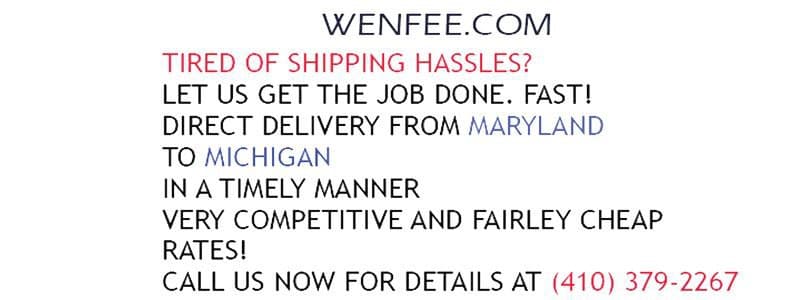 WENFEE.COM
TIRED OF SHIPPING HASSLES?
LET US GET THE JOB DONE. FAST!
DIRECT DELIVERY FROM MARYLAND
TO MICHIGAN
IN A TIMELY MANNER
VERY COMPETITIVE AND FAIRLEY CHEAP
RATES!
CALL US NOW FOR DETAILS AT (410) 379-2267